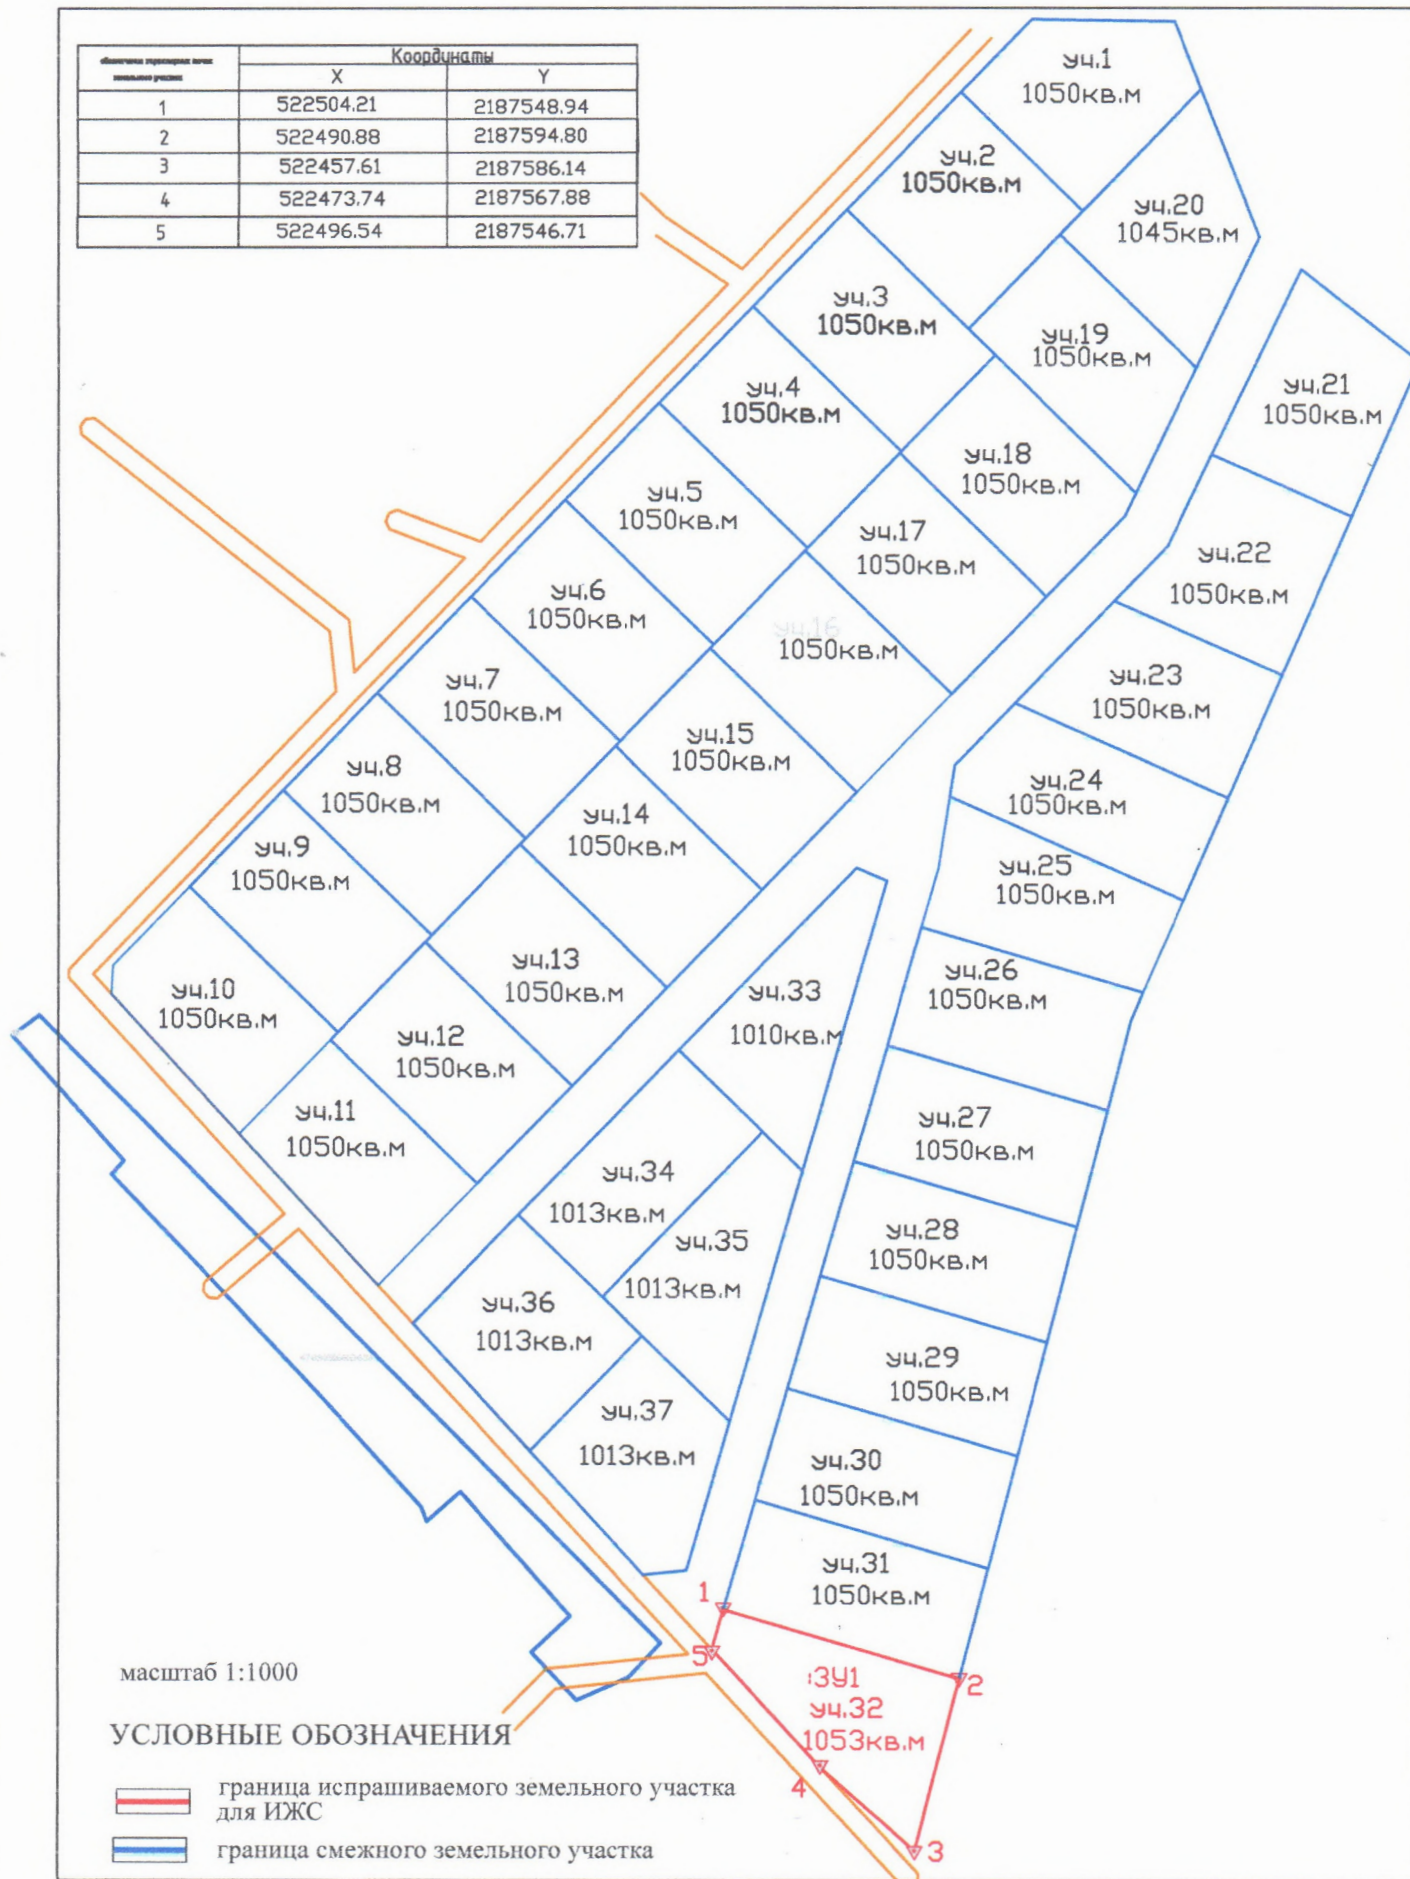 Координаты
X Y
1 522504.21 2187548.94
2 522490.88 2187594.80
3 522457.61 2187586.14
4 522473.74 2187567.88
5 522496.54 2187546.71
уч.1
1050кв.м
уч.2
1050кв.м
уч.20
1045кв.м
уч.3
1050кв.м
уч.19
1050кв.м
уч.4
1050кв.м
уч.21
1050кв.м
уч.18
1050кв.м
уч.5
1050кв.м
уч.17
1050кв.м
уч.22
1050кв.м
уч.6
1050кв.м
уч.16
1050кв.м
уч.23
1050кв.м
уч.7
1050кв.м
уч.15
1050кв.м
уч.8
1050кв.м
уч.24
1050кв.м
уч.14
1050кв.м
уч.9
1050кв.м
уч.25
1050кв.м
уч.13
1050кв.м
уч.26
1050кв.м
уч.10
1050кв.м
уч.33
1010кв.м
уч.12
1050кв.м
уч.11
1050кв.м
уч.27
1050кв.м
уч.34
1013кв.м
уч.35
1013кв.м
уч.28
1050кв.м
уч.36
1013кв.м
уч.29
1050кв.м
уч.37
1013кв.м
уч.30
1050кв.м
уч.31
1050кв.м
1
5
2
:ЗУ1
уч.32
1053кв.м
4
3
масштаб 1:1000
УСЛОВНЫЕ ОБОЗНАЧЕНИЯ
граница испрашиваемого земельного участка
для ИЖС
граница смежного земельного участка